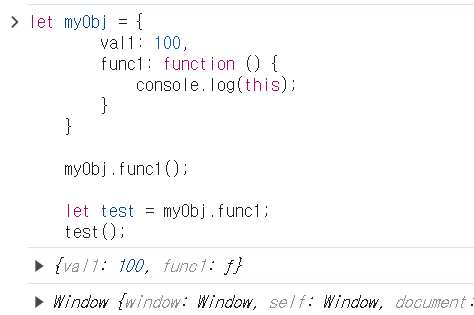 let myObj = {
val1: 100,
func1: function () {
console.log(this);
}
}
myObj.func1();
let test = myObj.func1;
test();
{val1: 100, func1: ƒ}
Window {window: Window, self: Window, document: